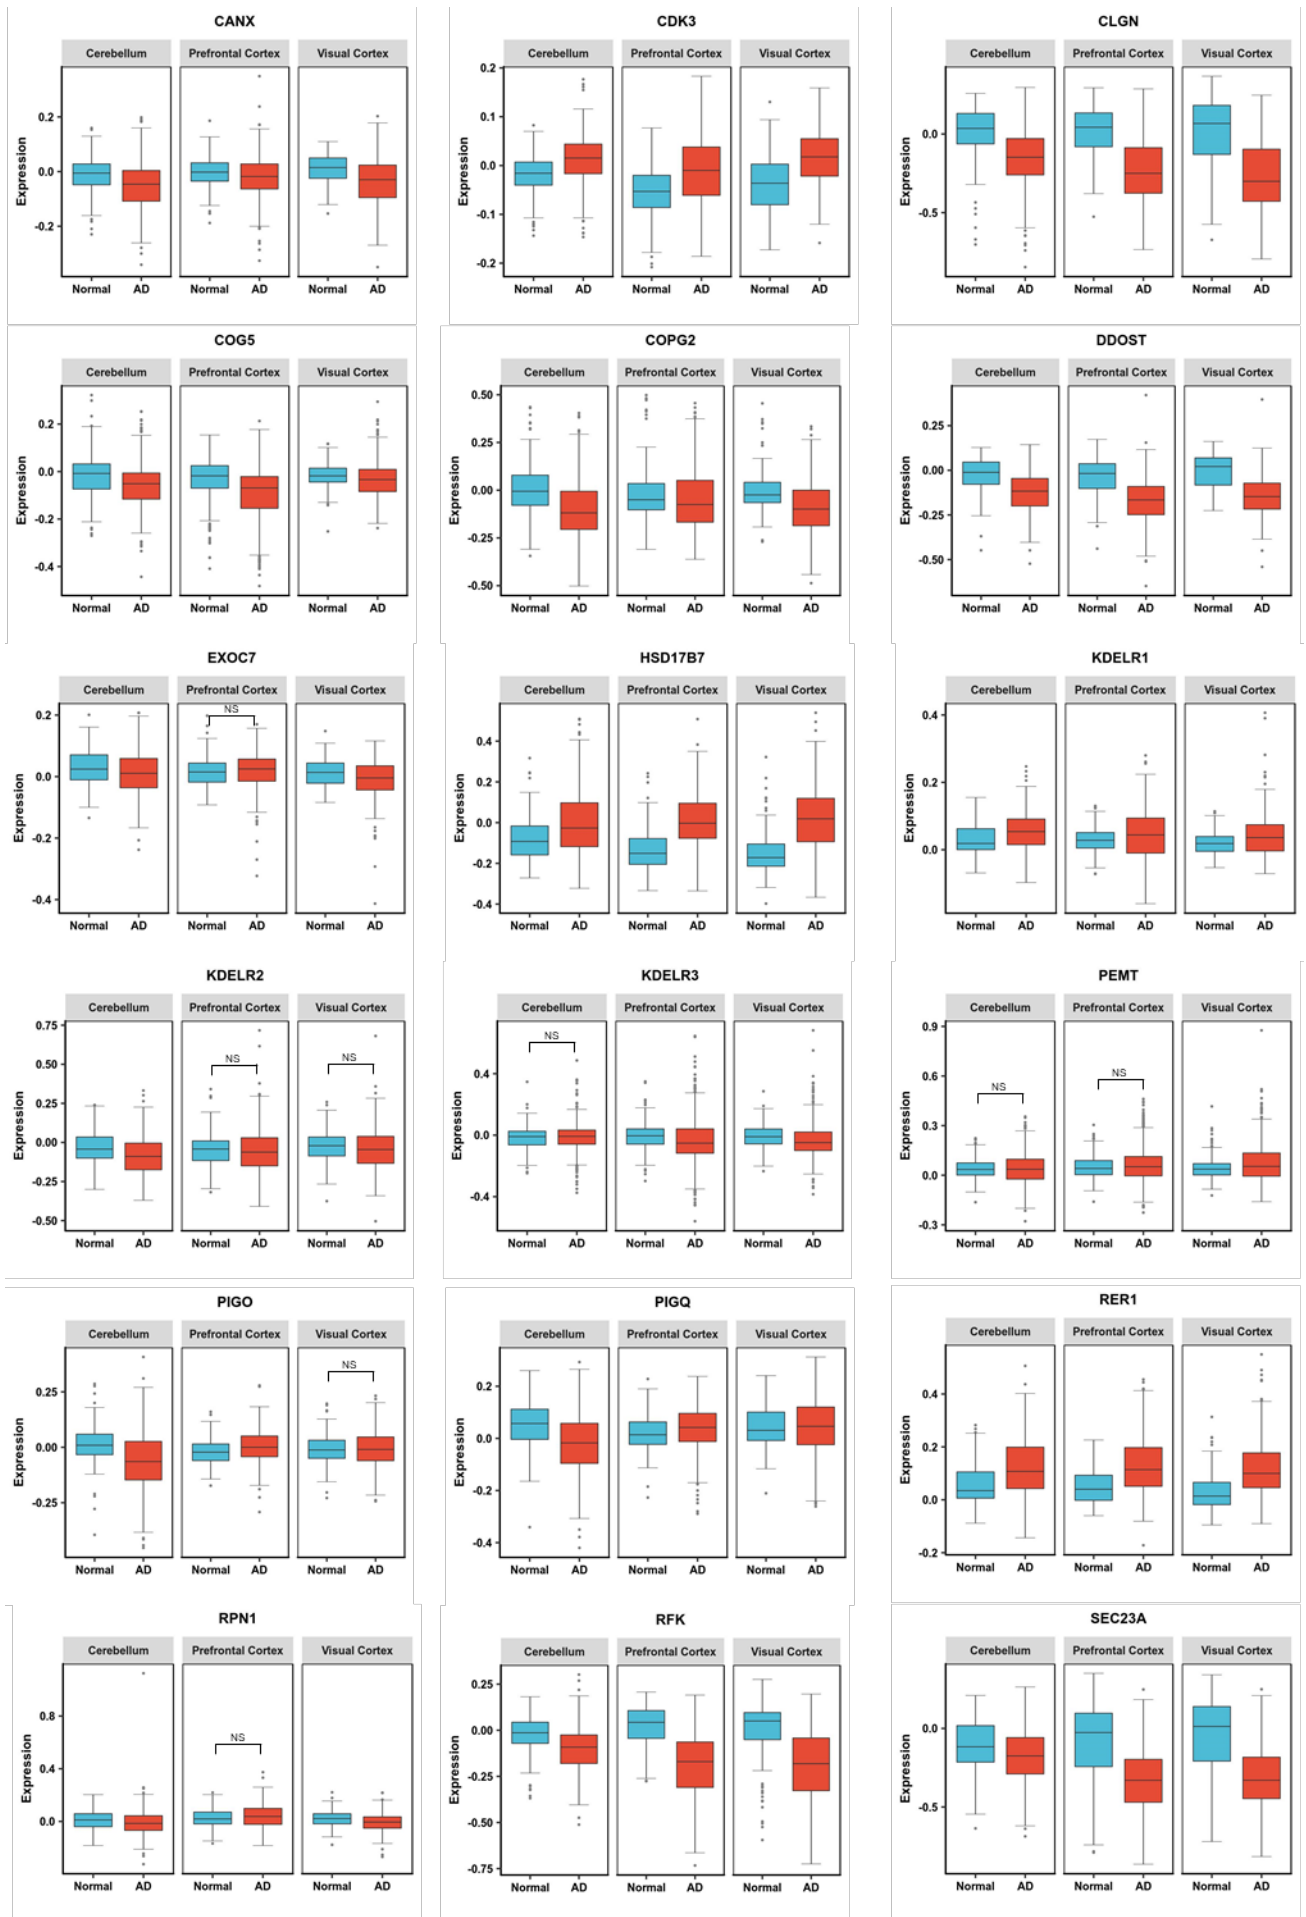 CANX
CDK3
CLGN
Cerebellum Prefrontal Cortex Visual Cortex
Cerebellum Prefrontal Cortex Visual Cortex
Cerebellum Prefrontal Cortex Visual Cortex
Expression
0.2
0.0
-0.2
Expression
0.2
0.1
0.0
-0.1
-0.2
Expression
0.0
-0.5
Normal AD Normal AD Normal AD
Normal AD Normal AD Normal AD
Normal AD Normal AD Normal AD
COG5
COPG2
DDOST
Cerebellum Prefrontal Cortex Visual Cortex
Cerebellum Prefrontal Cortex Visual Cortex
Cerebellum Prefrontal Cortex Visual Cortex
Expression
0.2
0.0
-0.2
-0.4
Expression
0.50
0.25
0.00
-0.25
-0.50
Expression
0.25
0.00
-0.25
-0.50
Normal AD Normal AD Normal AD
Normal AD Normal AD Normal AD
Normal AD Normal AD Normal AD
EXOC7
HSD17B7
KDELR1
Cerebellum Prefrontal Cortex Visual Cortex
Cerebellum Prefrontal Cortex Visual Cortex
Cerebellum Prefrontal Cortex Visual Cortex
Expression
0.2
0.0
-0.2
-0.4
NS
Expression
0.4
0.2
0.0
-0.2
-0.4
Expression
0.4
0.2
0.0
Normal AD Normal AD Normal AD
Normal AD Normal AD Normal AD
Normal AD Normal AD Normal AD
KDELR2
KDELR3
PEMT
Cerebellum Prefrontal Cortex Visual Cortex
Cerebellum Prefrontal Cortex Visual Cortex
Cerebellum Prefrontal Cortex Visual Cortex
Expression
0.75
0.50
0.25
0.00
-0.25
-0.50
NS
NS
Expression
0.4
0.0
-0.4
NS
Expression
0.9
0.6
0.3
0.0
-0.3
NS
NS
Normal AD Normal AD Normal AD
Normal AD Normal AD Normal AD
Normal AD Normal AD Normal AD
PIGO
PIGQ
RER1
Cerebellum Prefrontal Cortex Visual Cortex
Cerebellum Prefrontal Cortex Visual Cortex
Cerebellum Prefrontal Cortex Visual Cortex
Expression
0.25
0.00
-0.25
NS
Expression
0.2
0.0
-0.2
-0.4
Expression
0.4
0.2
0.0
-0.2
Normal AD Normal AD Normal AD
Normal AD Normal AD Normal AD
Normal AD Normal AD Normal AD
RPN1
RFK
SEC23A
Cerebellum Prefrontal Cortex Visual Cortex
Cerebellum Prefrontal Cortex Visual Cortex
Cerebellum Prefrontal Cortex Visual Cortex
Expression
0.8
0.4
0.0
NS
Expression
0.25
0.00
-0.25
-0.50
-0.75
Expression
0.0
-0.5
Normal AD Normal AD Normal AD
Normal AD Normal AD Normal AD
Normal AD Normal AD Normal AD